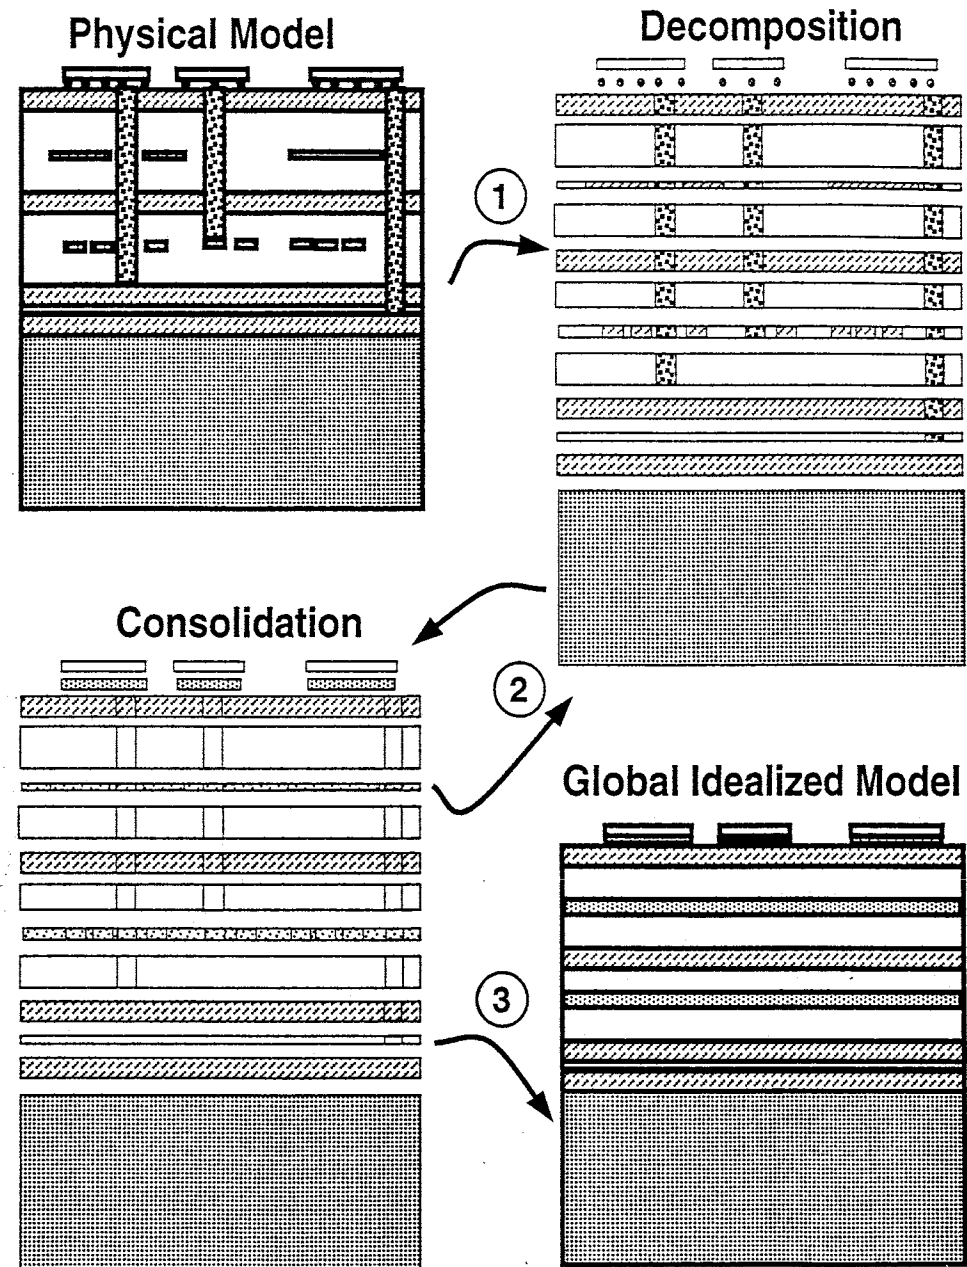 Physical Model
Decomposition
1
Consolidation
2
Global Idealized Model
3